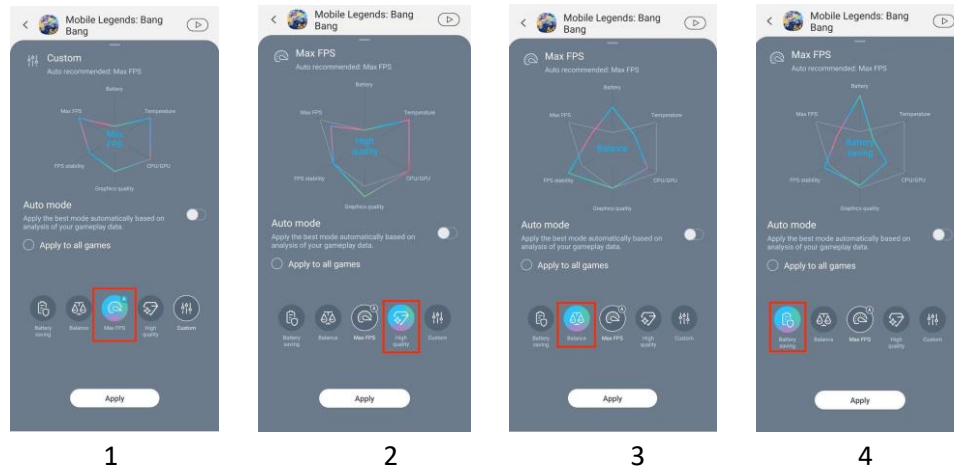 Mobile Legends: Bang
Bang
Custom
Auto recommended: Max FPS
Battery
Max FPS
Temperature
Max
FPS
FPS stability
CPU/GPU
Graphics quality
Auto mode
Apply the best mode automatically based on
analysis of your gameplay data.
Apply to all games
Battery
saving
Balance
Max FPS
High
quality
Custom
Apply
1
Mobile Legends: Bang
Bang
Max FPS
Auto recommended: Max FPS
Battery
Max FPS
Temperature
High
quality
FPS stability
CPU/GPU
Graphics quality
Auto mode
Apply the best mode automatically based on
analysis of your gameplay data.
Apply to all games
Battery
saving
Balance
Max FPS
High
quality
Custom
Apply
2
Mobile Legends: Bang
Bang
Max FPS
Auto recommended: Max FPS
Battery
Max FPS
Temperature
Balance
FPS stability
CPU/GPU
Graphics quality
Auto mode
Apply the best mode automatically based on
analysis of your gameplay data.
Apply to all games
Battery
saving
Balance
Max FPS
High
quality
Custom
Apply
3
Mobile Legends: Bang
Bang
Max FPS
Auto recommended: Max FPS
Battery
Max FPS
Temperature
Battery
saving
FPS stability
CPU/GPU
Graphics quality
Auto mode
Apply the best mode automatically based on
analysis of your gameplay data.
Apply to all games
Battery
saving
Balance
Max FPS
High
quality
Custom
Apply
4